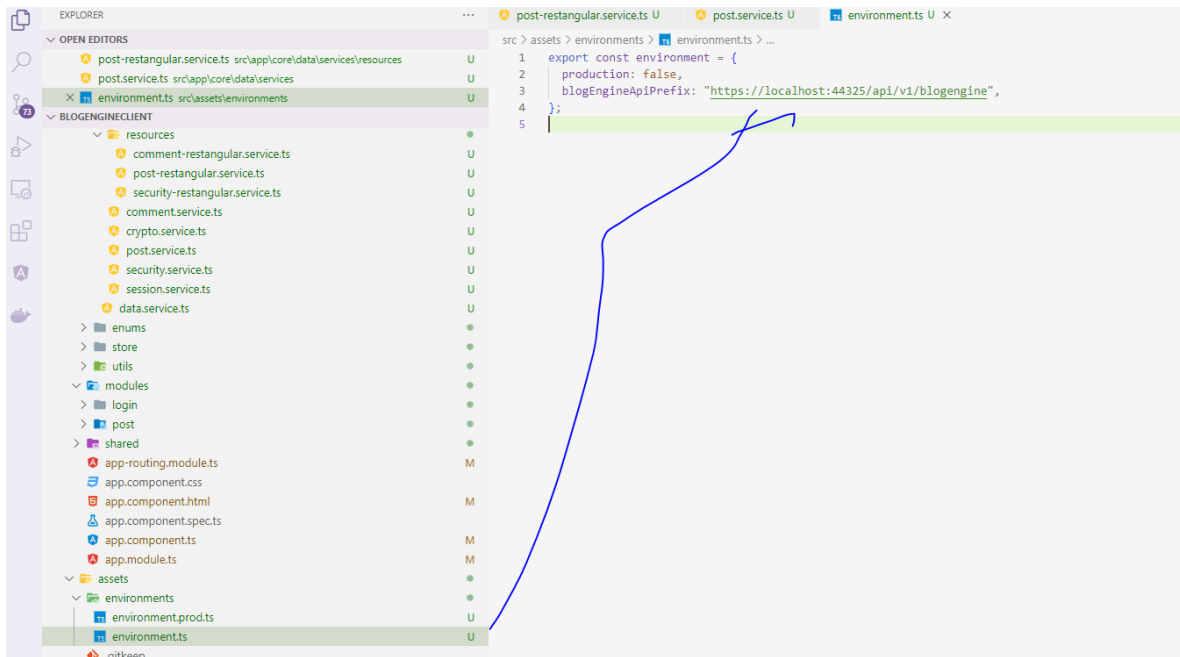 EXPLORER
OPEN EDITORS
post-restangular.service.ts src\app\core\data\services\resources U
post.service.ts src\app\core\data\services U
environment.ts src\assets\environments U
BLOGENGINECLIENT
resources
comment-restangular.service.ts U
post-restangular.service.ts U
security-restangular.service.ts U
comment.service.ts U
crypto.service.ts U
post.service.ts U
security.service.ts U
session.service.ts U
data.service.ts U
enums
store
utils
modules
login
post
shared
app-routing.module.ts M
app.component.css
app.component.html M
app.component.spec.ts
app.component.ts M
app.module.ts M
assets
environments
environment.prod.ts U
environment.ts U
.gitkeep
73
post-restangular.service.ts U post.service.ts U environment.ts U
src > assets > environments > environment.ts > ...
1 export const environment = {
2 production: false,
3 blogEngineApiPrefix: "https://localhost:44325/api/v1/blogengine",
4 };
5